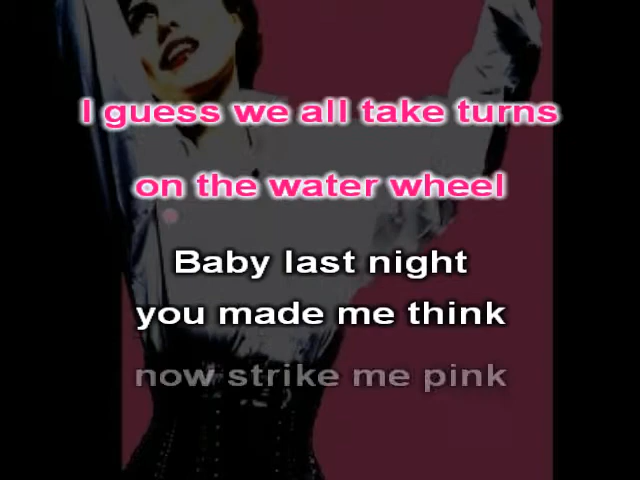 I guess we all take turns
on the water wheel
Baby last night
you made me think
now strike me pink